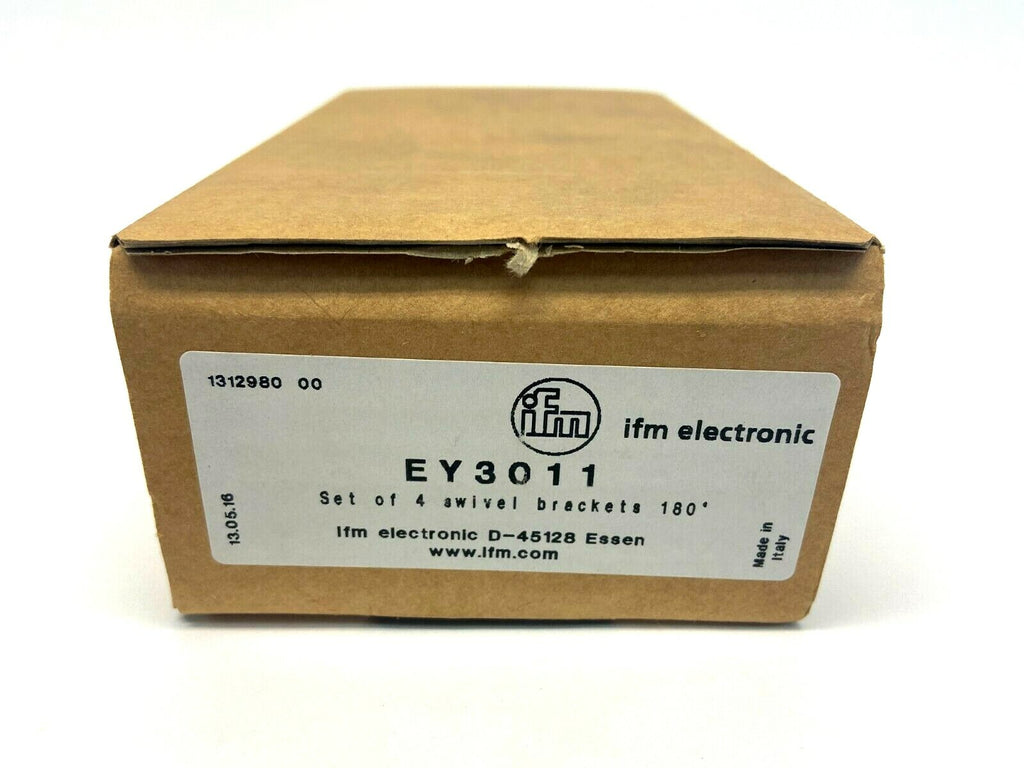 1312980 00
ifm
ifm electronic
EY3011
Set of 4 swivel brackets 180°
ifm electronic D-45128 Essen
www.ifm.com
13.05.16
Made in
Italy